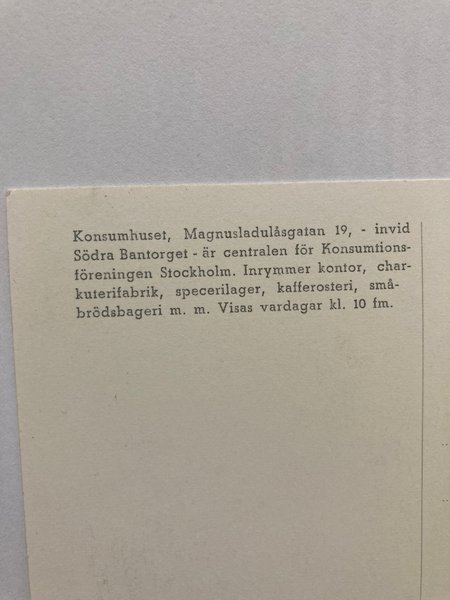 Konsumhuset, Magnusladulåsgatan 19, - invid
Södra Bantorget - är centralen för Konsumtions-
föreningen Stockholm. Inrymmer kontor, char-
kuterifabrik, specerilager, kafferosteri, små-
brödsbageri m. m. Visas vardagar kl. 10 fm.